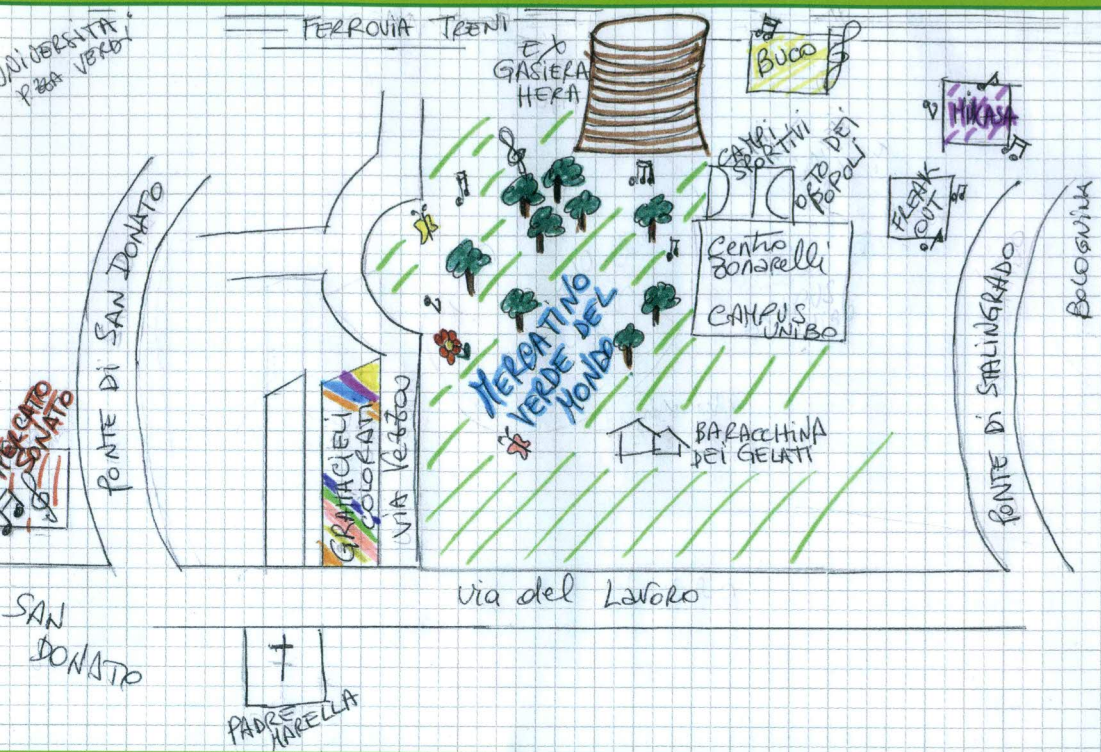 UNIVERSITÀ
P.ZZA VERDI
FERROVIA TRENI
EX
GASIERA
HERA
BUCO
MIKASA
CAMPI
SPORTIVI
ORTO DEI
POPOLI
FREAK
OUT
BOLOGNINA
PONTE DI SAN DONATO
Centro
Zonarelli
CAMPUS
UNIBO
MERCATINO
VERDE DEL
MONDO
PONTE DI STALINGRADO
MERCATO
SONATO
GRATTACIELI
COLORATI
VIA VEZZA
BARACCHINA
DEI GELATI
via del Lavoro
SAN
DONATO
PADRE
MARELLA